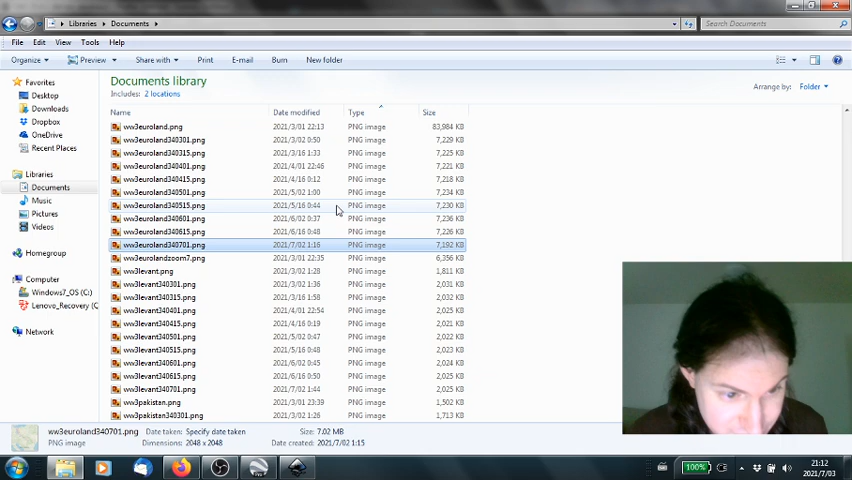 Libraries ▸ Documents ▸
Search Documents
File Edit View Tools Help
Organize Preview Share with Print E-mail Burn New folder
Favorites
Desktop
Downloads
Dropbox
OneDrive
Recent Places
Libraries
Documents
Music
Pictures
Videos
Homegroup
Computer
Windows7_OS (C:)
Lenovo_Recovery (C
Network
Documents library
Includes: 2 locations
Arrange by: Folder
Name Date modified Type Size
ww3euroland.png 2021/3/01 22:13 PNG image 83,984 KB
ww3euroland340301.png 2021/3/02 0:50 PNG image 7,229 KB
ww3euroland340315.png 2021/3/16 1:33 PNG image 7,225 KB
ww3euroland340401.png 2021/4/01 22:46 PNG image 7,221 KB
ww3euroland340415.png 2021/4/16 0:12 PNG image 7,218 KB
ww3euroland340501.png 2021/5/02 1:00 PNG image 7,234 KB
ww3euroland340515.png 2021/5/16 0:44 PNG image 7,230 KB
ww3euroland340601.png 2021/6/02 0:37 PNG image 7,236 KB
ww3euroland340615.png 2021/6/16 0:48 PNG image 7,226 KB
ww3euroland340701.png 2021/7/02 1:16 PNG image 7,192 KB
ww3eurolandzoom7.png 2021/3/01 22:35 PNG image 6,356 KB
ww3levant.png 2021/3/02 1:28 PNG image 1,811 KB
ww3levant340301.png 2021/3/02 1:36 PNG image 2,031 KB
ww3levant340315.png 2021/3/16 1:58 PNG image 2,032 KB
ww3levant340401.png 2021/4/01 22:54 PNG image 2,025 KB
ww3levant340415.png 2021/4/16 0:19 PNG image 2,023 KB
ww3levant340501.png 2021/5/02 0:47 PNG image 2,022 KB
ww3levant340515.png 2021/5/16 0:48 PNG image 2,023 KB
ww3levant340601.png 2021/6/02 0:45 PNG image 2,024 KB
ww3levant340615.png 2021/6/16 0:50 PNG image 2,025 KB
ww3levant340701.png 2021/7/02 1:44 PNG image 2,025 KB
ww3pakistan.png 2021/3/01 23:39 PNG image 1,502 KB
ww3pakistan340301.png 2021/3/02 1:26 PNG image 1,713 KB
ww3euroland340701.png Date taken: Specify date taken Size: 7.02 MB
PNG image Dimensions: 2048 x 2048 Date created: 2021/7/02 1:15
100%
21:12
2021/7/03